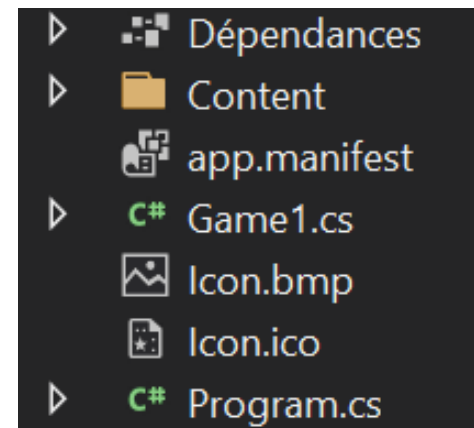 Dépendances
Content
app.manifest
C# Game1.cs
Icon.bmp
Icon.ico
C# Program.cs